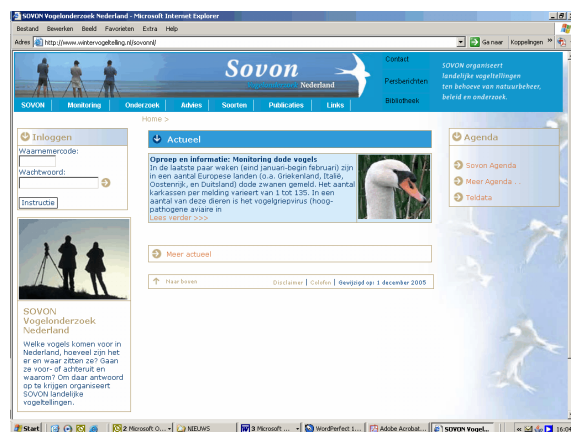 SOVON Vogelonderzoek Nederland - Microsoft Internet Explorer
Bestand Bewerken Beeld Favorieten Extra Help
Adres http://www.wintervogeltelling.nl/sovonnl/ Ga naar Koppelingen »
Sovon
Vogelonderzoek Nederland
Contact
Persberichten
Bibliotheek
SOVON organiseert
landelijke vogeltellingen
ten behoeve van natuurbeheer,
beleid en onderzoek.
SOVON Monitoring Onderzoek Advies Soorten Publicaties Links
Home >
Inloggen
Waarnemercode:
Wachtwoord:
Instructie
SOVON
Vogelonderzoek
Nederland
Welke vogels komen voor in
Nederland, hoeveel zijn het
er en waar zitten ze? Gaan
ze voor- of achteruit en
waarom? Om daar antwoord
op te krijgen organiseert
SOVON landelijke
vogeltellingen.
Actueel
Oproep en informatie: Monitoring dode vogels
In de laatste paar weken (eind januari-begin februari) zijn
in een aantal Europese landen (o.a. Griekenland, Italië,
Oostenrijk, en Duitsland) dode zwanen gemeld. Het aantal
karkassen per melding varieert van 1 tot 135. In een
aantal van deze dieren is het vogelgriepvirus (hoog-
pathogene aviaire in
Lees verder >>>
Meer actueel
Naar boven Disclaimer | Colofon | Gewijzigd op: 1 december 2005
Agenda
Sovon Agenda
Meer Agenda . .
Teldata
Start 2 Microsoft O... NIEUWS 3 Microsoft ... WordPerfect 1... Adobe Acrobat... SOVON Vogel... « 16:04